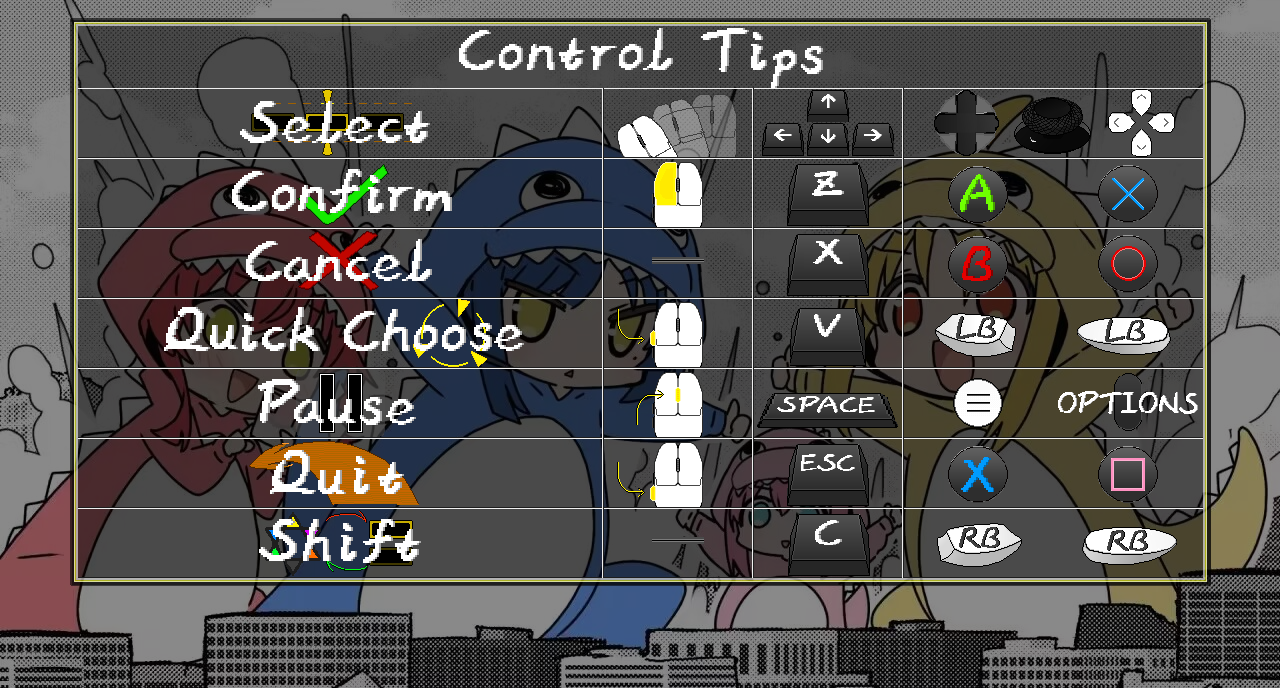 Control Tips
Select
Confirm Z A
Cancel X B
Quick Choose V LB LB
Pause SPACE OPTIONS
Quit ESC X
Shift C RB RB